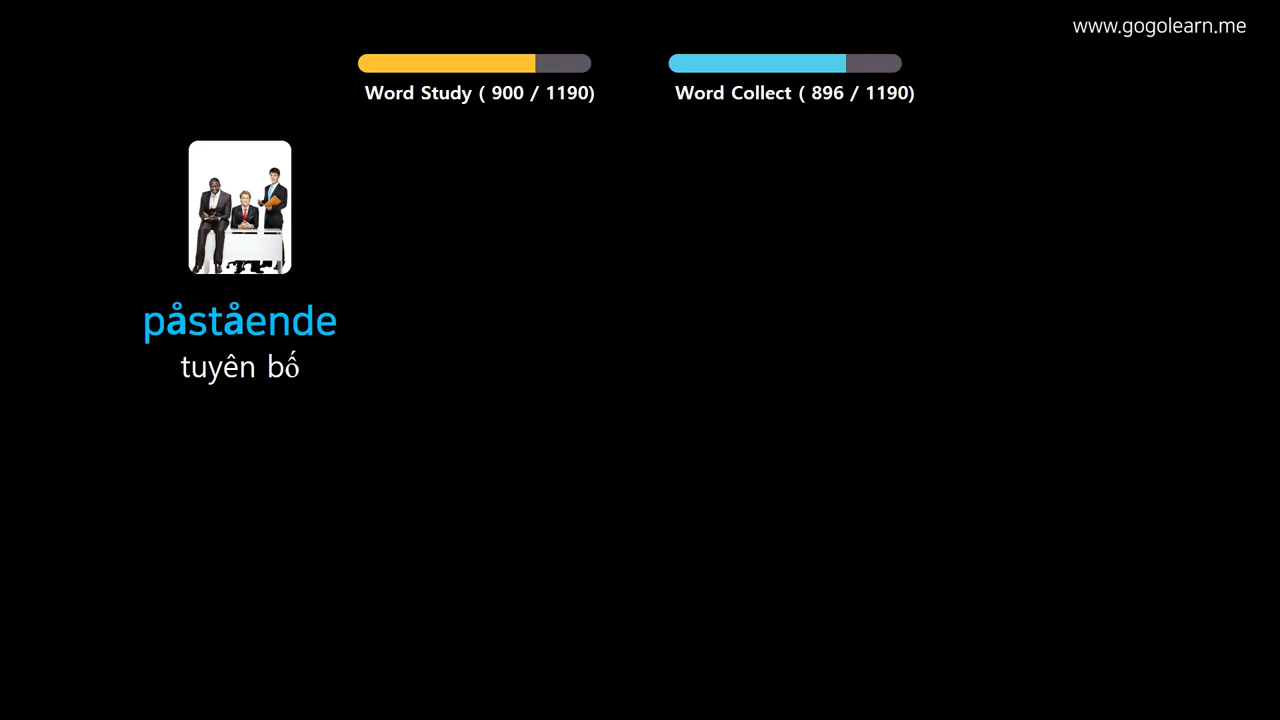 www.gogolearn.me
Word Study ( 900 / 1190)
Word Collect ( 896 / 1190)
påstående
tuyên bố